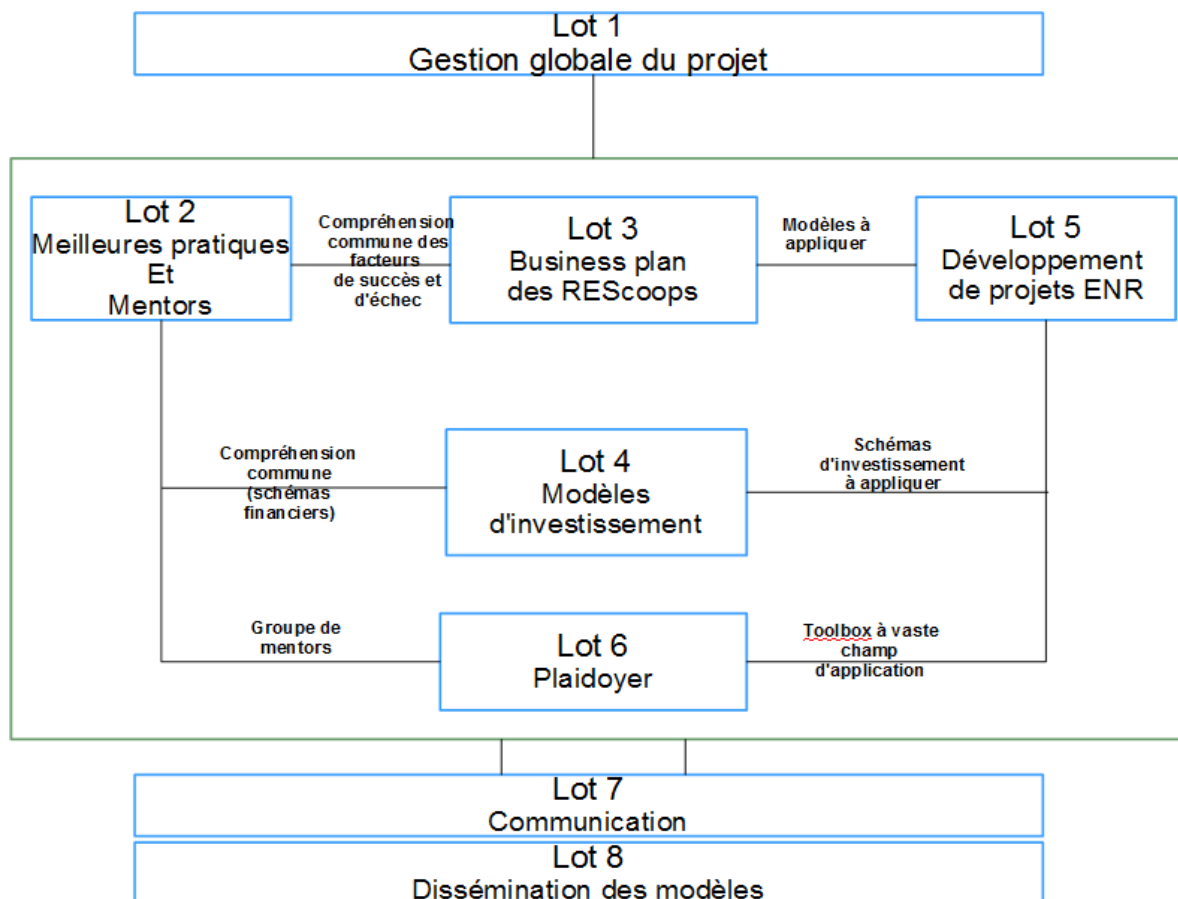 Lot 1
Gestion globale du projet
Lot 2
Meilleures pratiques
Et
Mentors
Compréhension
commune des
facteurs
de succès et
d'échec
Lot 3
Business plan
des REScoops
Modèles à
appliquer
Lot 5
Développement
de projets ENR
Compréhension
commune
(schémas
financiers)
Lot 4
Modèles
d'investissement
Schémas
d'investissement
à appliquer
Groupe de
mentors
Lot 6
Plaidoyer
Toolbox à vaste
champ
d'application
Lot 7
Communication
Lot 8
Dissémination des modèles